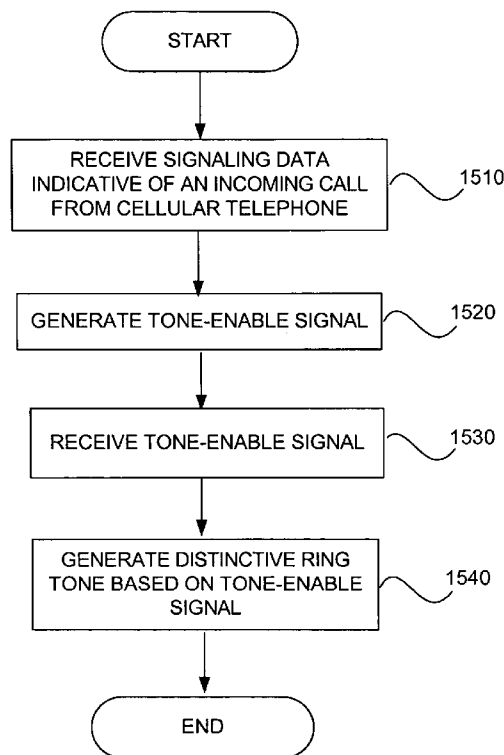 START
RECEIVE SIGNALING DATA
INDICATIVE OF AN INCOMING CALL
FROM CELLULAR TELEPHONE
1510
GENERATE TONE-ENABLE SIGNAL
1520
RECEIVE TONE-ENABLE SIGNAL
1530
GENERATE DISTINCTIVE RING
TONE BASED ON TONE-ENABLE
SIGNAL
1540
END